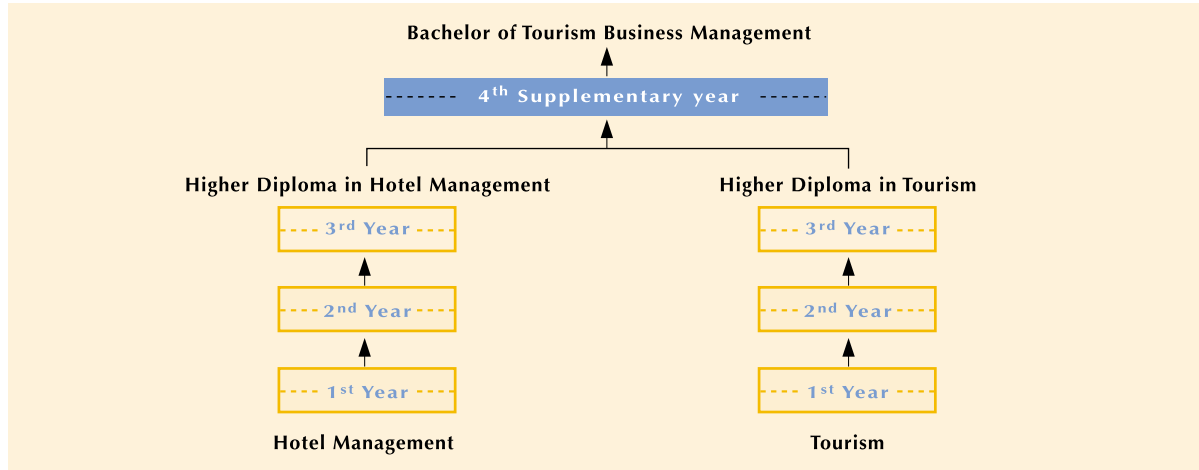 Bachelor of Tourism Business Management
4th Supplementary year
Higher Diploma in Hotel Management
Higher Diploma in Tourism
3rd Year
3rd Year
2nd Year
2nd Year
1st Year
1st Year
Hotel Management
Tourism